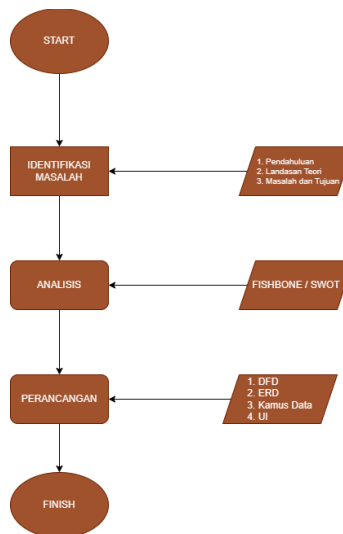 START
IDENTIFIKASI
MASALAH
1. Pendahuluan
2. Landasan Teori
3. Masalah dan Tujuan
ANALISIS
FISHBONE / SWOT
PERANCANGAN
1. DFD
2. ERD
3. Kamus Data
4. UI
FINISH